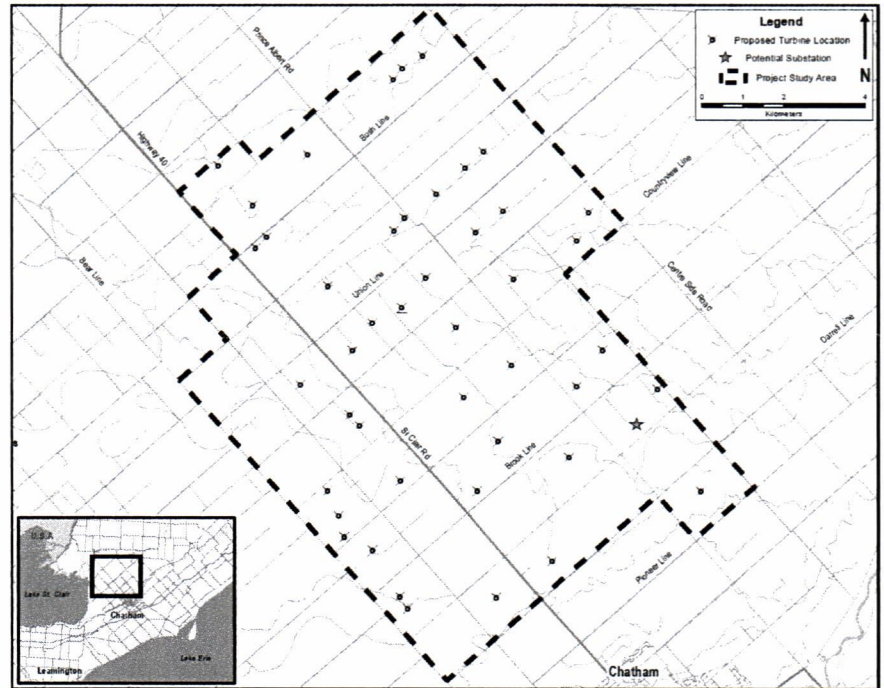 Legend
Proposed Turbine Location
Potential Substation
Project Study Area
N
0 1 2 4
Kilometers
Prince Albert Rd
Bush Line
Highway 40
Countryview Line
Bear Line
Union Line
Centre Side Road
Darrell Line
St Clair Rd
Brook Line
Pioneer Line
Chatham
U.S.A
Lake St. Clair
Chatham
Lake Erie
Leamington